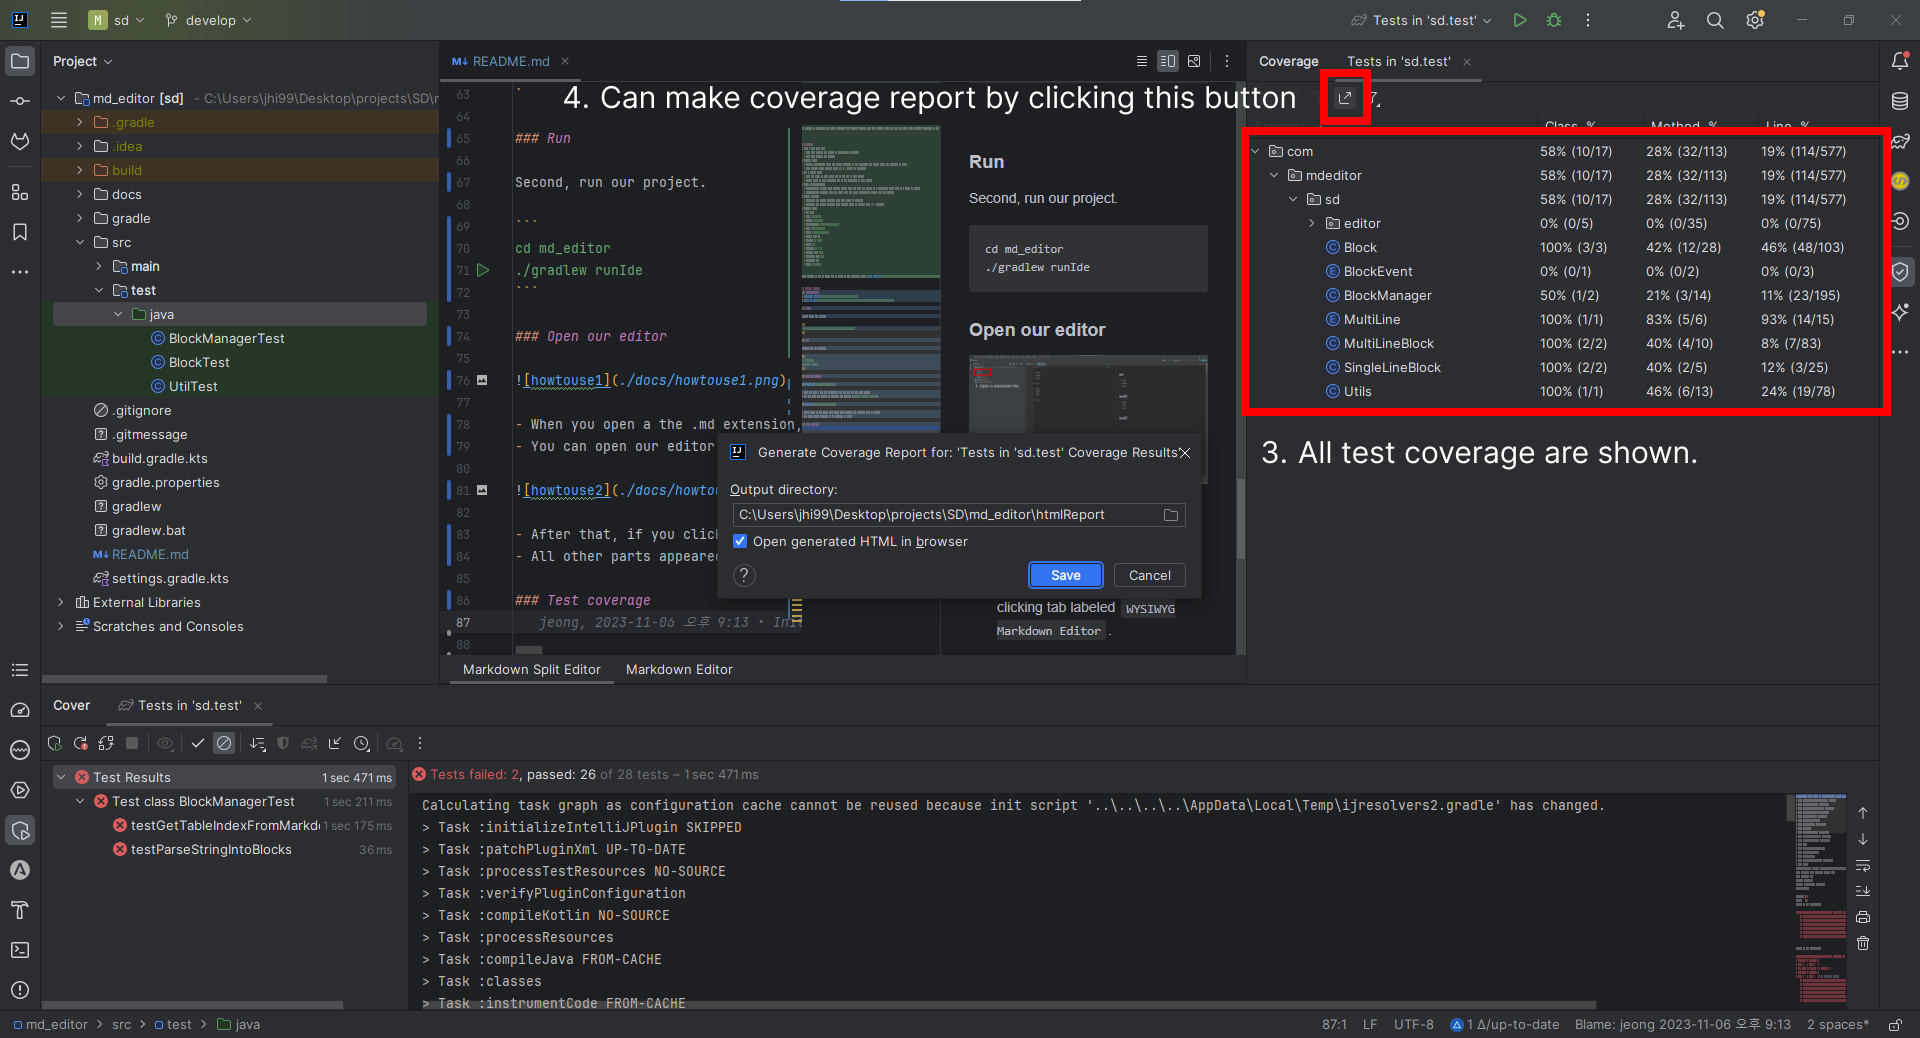 M sd develop Tests in 'sd.test'
Project
md_editor [sd] - C:\Users\jhi99\Desktop\projects\SD\m
.gradle
.idea
build
docs
gradle
src
main
test
java
BlockManagerTest
BlockTest
UtilTest
.gitignore
.gitmessage
build.gradle.kts
gradle.properties
gradlew
gradlew.bat
README.md
settings.gradle.kts
External Libraries
Scratches and Consoles
README.md
4. Can make coverage report by clicking this button
63 `
64
65 ### Run
66
67 Second, run our project.
68
69 ```
70 cd md_editor
71 ./gradlew runIde
72 ```
73
74 ### Open our editor
75
76 ![howtouse1](./docs/howtouse1.png)
77
78 - When you open a the .md extension,
79 - You can open our editor
80
81 ![howtouse2](./docs/howtou
82
83 - After that, if you click
84 - All other parts appeared
85
86 ### Test coverage
87 jeong, 2023-11-06 오후 9:13 • Init
88
Run
Second, run our project.
cd md_editor
./gradlew runIde
Open our editor
clicking tab labeled WYSIWYG
Markdown Editor .
Markdown Split Editor Markdown Editor
Generate Coverage Report for: 'Tests in 'sd.test' Coverage Results'
Output directory:
C:\Users\jhi99\Desktop\projects\SD\md_editor\htmlReport
Open generated HTML in browser
? Save Cancel
Coverage Tests in 'sd.test'
Element Class, % Method, % Line, %
com 58% (10/17) 28% (32/113) 19% (114/577)
mdeditor 58% (10/17) 28% (32/113) 19% (114/577)
sd 58% (10/17) 28% (32/113) 19% (114/577)
editor 0% (0/5) 0% (0/35) 0% (0/75)
Block 100% (3/3) 42% (12/28) 46% (48/103)
BlockEvent 0% (0/1) 0% (0/2) 0% (0/3)
BlockManager 50% (1/2) 21% (3/14) 11% (23/195)
MultiLine 100% (1/1) 83% (5/6) 93% (14/15)
MultiLineBlock 100% (2/2) 40% (4/10) 8% (7/83)
SingleLineBlock 100% (2/2) 40% (2/5) 12% (3/25)
Utils 100% (1/1) 46% (6/13) 24% (19/78)
3. All test coverage are shown.
Cover Tests in 'sd.test'
Test Results 1 sec 471 ms
Test class BlockManagerTest 1 sec 211 ms
testGetTableIndexFromMarkdo 1 sec 175 ms
testParseStringIntoBlocks 36 ms
Tests failed: 2, passed: 26 of 28 tests – 1 sec 471 ms
Calculating task graph as configuration cache cannot be reused because init script '..\..\..\..\AppData\Local\Temp\ijresolvers2.gradle' has changed.
> Task :initializeIntelliJPlugin SKIPPED
> Task :patchPluginXml UP-TO-DATE
> Task :processTestResources NO-SOURCE
> Task :verifyPluginConfiguration
> Task :compileKotlin NO-SOURCE
> Task :processResources
> Task :compileJava FROM-CACHE
> Task :classes
> Task :instrumentCode FROM-CACHE
md_editor > src > test > java
87:1 LF UTF-8 1 Δ/up-to-date Blame: jeong 2023-11-06 오후 9:13 2 spaces*